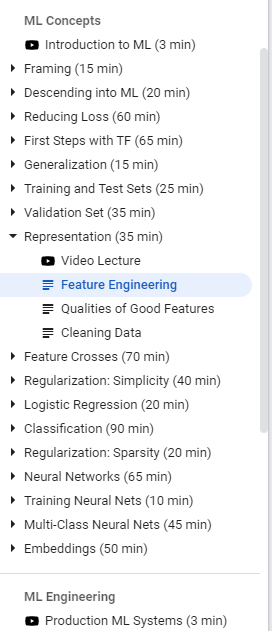 ML Concepts
Introduction to ML (3 min)
Framing (15 min)
Descending into ML (20 min)
Reducing Loss (60 min)
First Steps with TF (65 min)
Generalization (15 min)
Training and Test Sets (25 min)
Validation Set (35 min)
Representation (35 min)
Video Lecture
Feature Engineering
Qualities of Good Features
Cleaning Data
Feature Crosses (70 min)
Regularization: Simplicity (40 min)
Logistic Regression (20 min)
Classification (90 min)
Regularization: Sparsity (20 min)
Neural Networks (65 min)
Training Neural Nets (10 min)
Multi-Class Neural Nets (45 min)
Embeddings (50 min)
ML Engineering
Production ML Systems (3 min)